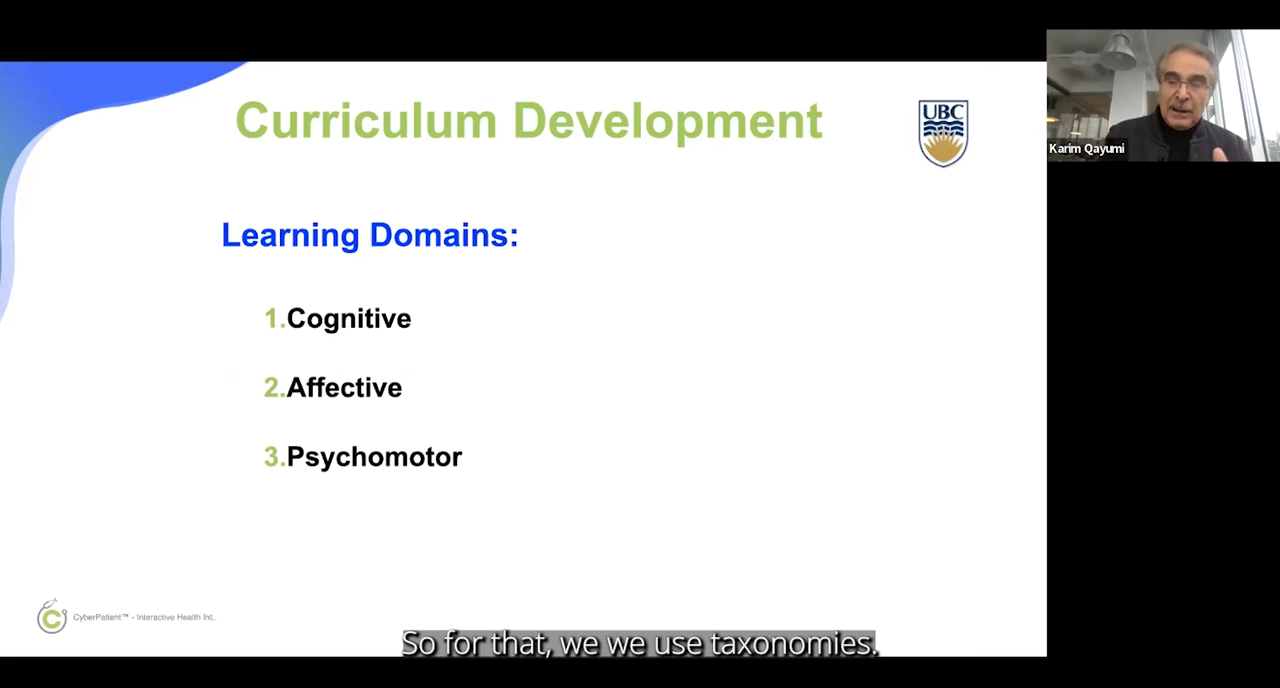 Curriculum Development
UBC
Karim Qayumi
Learning Domains:
1.Cognitive
2.Affective
3.Psychomotor
CyberPatient™ - Interactive Health Int..
So for that, we we use taxonomies.